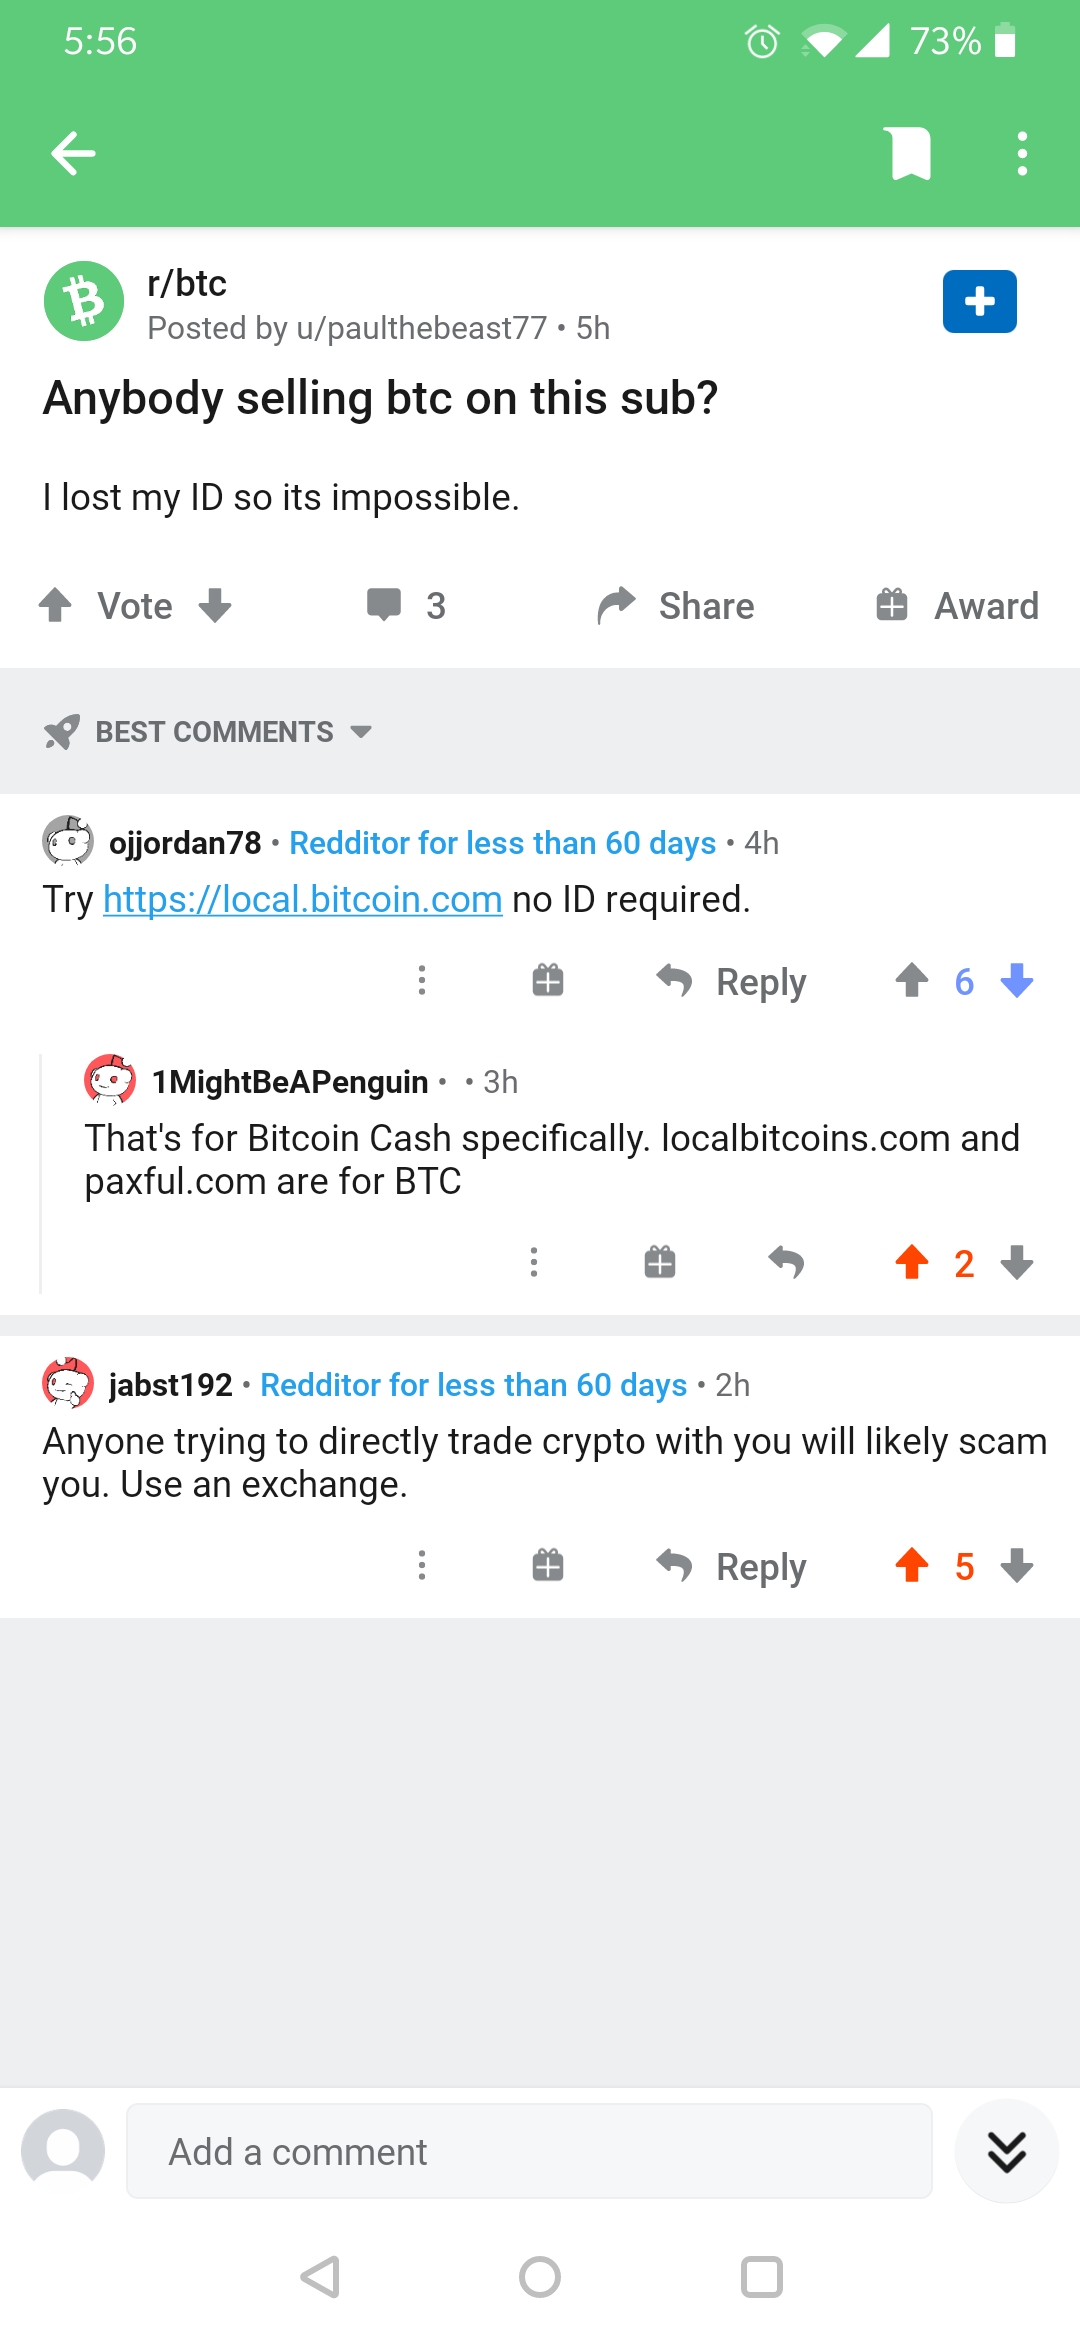 5:56
73%
r/btc
Posted by u/paulthebeast77 • 5h
Anybody selling btc on this sub?
I lost my ID so its impossible.
Vote
3
Share
Award
BEST COMMENTS
ojjordan78 • Redditor for less than 60 days • 4h
Try https://local.bitcoin.com no ID required.
Reply
6
1MightBeAPenguin • • 3h
That's for Bitcoin Cash specifically. localbitcoins.com and
paxful.com are for BTC
2
jabst192 • Redditor for less than 60 days • 2h
Anyone trying to directly trade crypto with you will likely scam
you. Use an exchange.
Reply
5
Add a comment